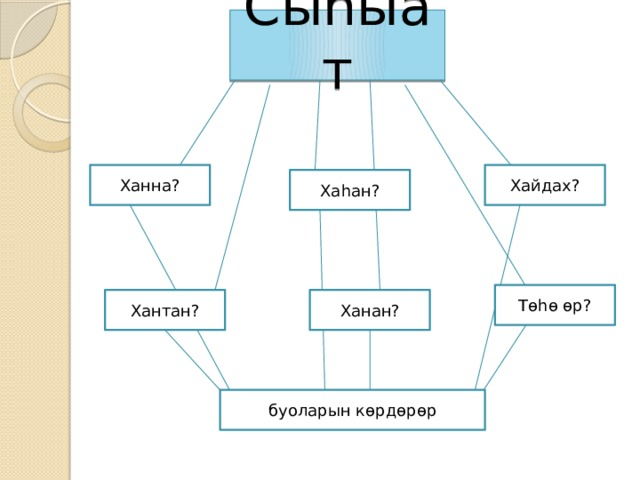 Сыһыа
т
Ханна?
Хаһан?
Хайдах?
Хантан?
Ханан?
Төһө өр?
буоларын көрдөрөр